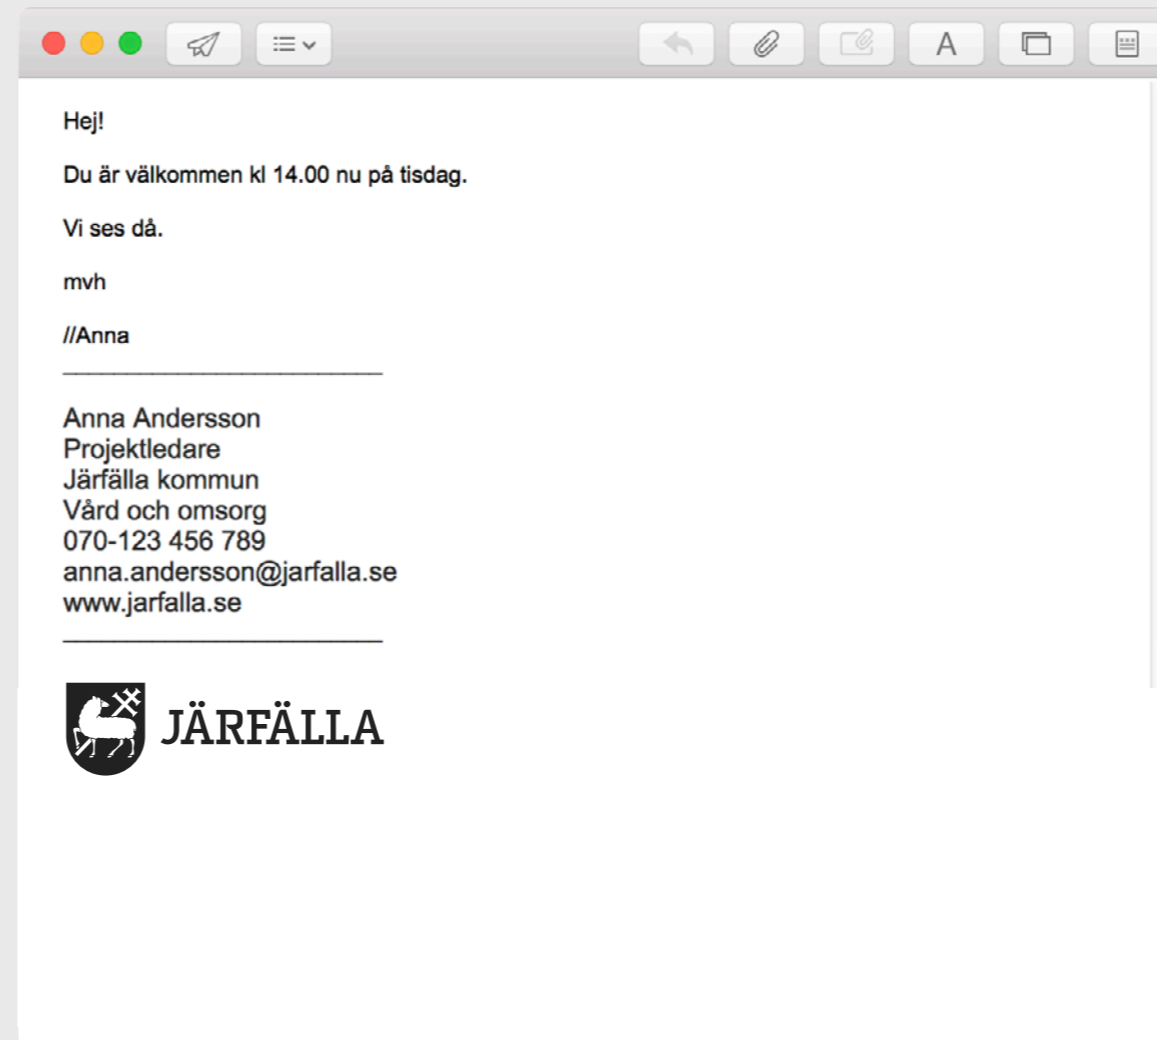 A
Hej!
Du är välkommen kl 14.00 nu på tisdag.
Vi ses då.
mvh
//Anna
Anna Andersson
Projektledare
Järfälla kommun
Vård och omsorg
070-123 456 789
anna.andersson@jarfalla.se
www.jarfalla.se
JÄRFÄLLA